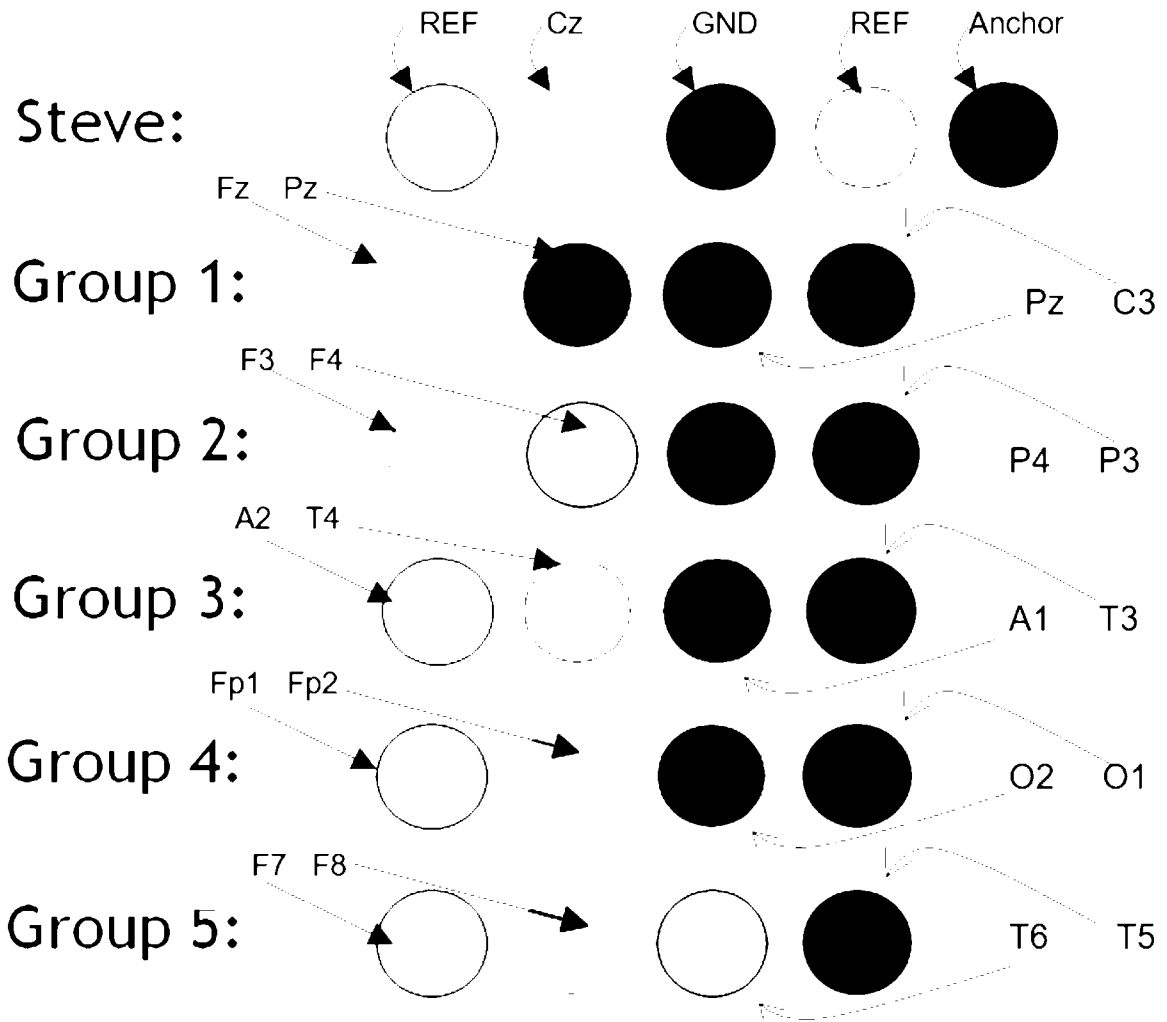 REF Cz GND REF Anchor
Steve:
Fz Pz
Group 1:
Pz C3
F3 F4
Group 2:
P4 P3
A2 T4
Group 3:
A1 T3
Fp1 Fp2
Group 4:
O2 O1
F7 F8
Group 5:
T6 T5